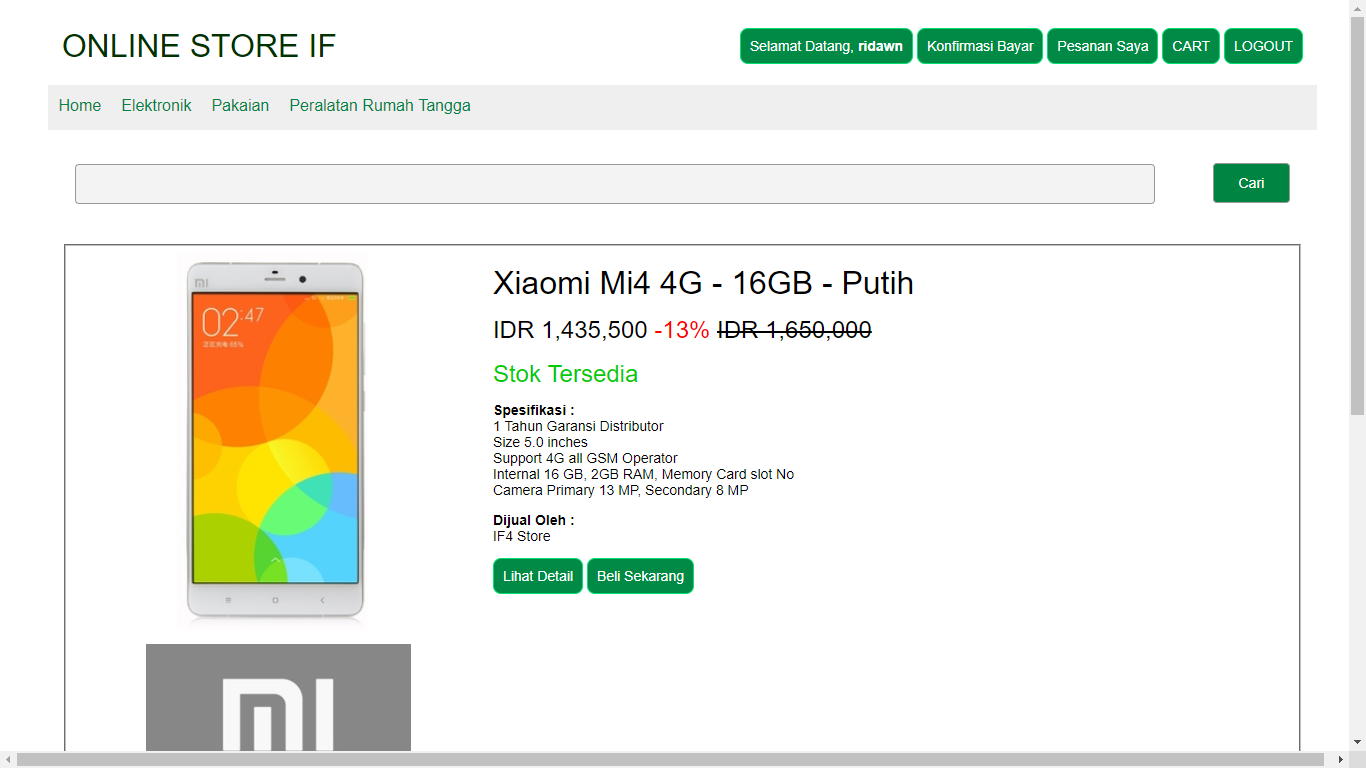 ONLINE STORE IF
Selamat Datang, ridawn Konfirmasi Bayar Pesanan Saya CART LOGOUT
Home Elektronik Pakaian Peralatan Rumah Tangga
Cari
MI
02:47
Xiaomi Mi4 4G - 16GB - Putih
IDR 1,435,500 -13% IDR 1,650,000
Stok Tersedia
Spesifikasi :
1 Tahun Garansi Distributor
Size 5.0 inches
Support 4G all GSM Operator
Internal 16 GB, 2GB RAM, Memory Card slot No
Camera Primary 13 MP, Secondary 8 MP
Dijual Oleh :
IF4 Store
Lihat Detail Beli Sekarang
MI